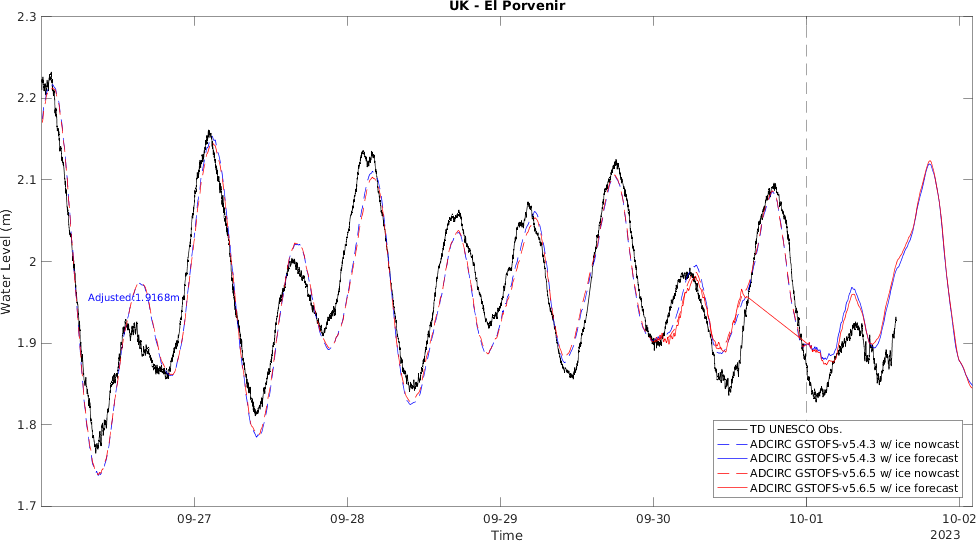 UK - El Porvenir
2.3
2.2
2.1
2
1.9
1.8
1.7
Water Level (m)
Adjusted:1.9168m
TD UNESCO Obs.
ADCIRC GSTOFS-v5.4.3 w/ ice nowcast
ADCIRC GSTOFS-v5.4.3 w/ ice forecast
ADCIRC GSTOFS-v5.6.5 w/ ice nowcast
ADCIRC GSTOFS-v5.6.5 w/ ice forecast
09-27 09-28 09-29 09-30 10-01 10-02
Time
2023